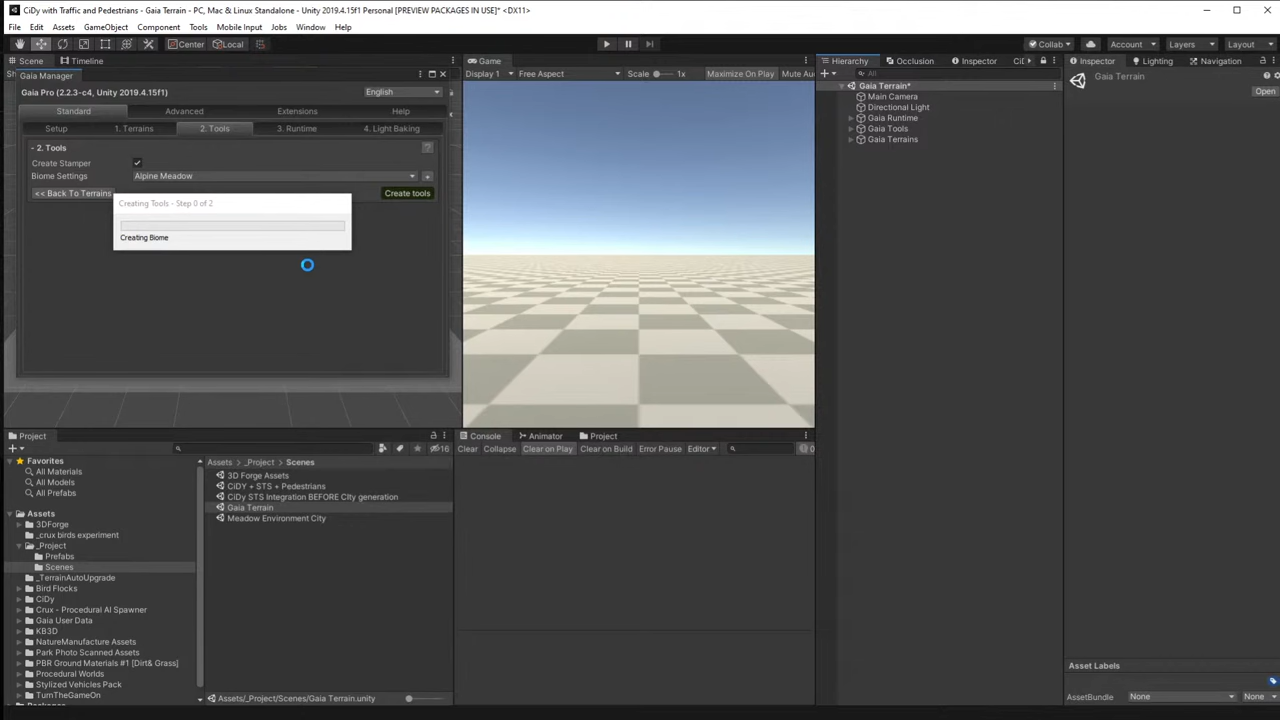 CiDy with Traffic and Pedestrians - Gaia Terrain - PC, Mac & Linux Standalone - Unity 2019.4.15f1 Personal [PREVIEW PACKAGES IN USE]* <DX11>
File Edit Assets GameObject Component Tools Mobile Input Jobs Window Help
Center Local Collab Account Layers Layout
Scene Timeline
Gaia Manager
Gaia Pro (2.2.3-c4, Unity 2019.4.15f1) English
Standard Advanced Extensions Help
Setup 1. Terrains 2. Tools 3. Runtime 4. Light Baking
- 2. Tools ?
Create Stamper
Biome Settings Alpine Meadow
<< Back To Terrains Create tools
Creating Tools - Step 0 of 2
Creating Biome
Game
Display 1 Free Aspect Scale 1x Maximize On Play Mute Au
Hierarchy Occlusion Inspector
All
Gaia Terrain*
Main Camera
Directional Light
Gaia Runtime
Gaia Tools
Gaia Terrains
Inspector Lighting Navigation
Gaia Terrain
Open
Project
16
Favorites
All Materials
All Models
All Prefabs
Assets
3DForge
_crux birds experiment
_Project
Prefabs
Scenes
_TerrainAutoUpgrade
Bird Flocks
CiDy
Crux - Procedural AI Spawner
Gaia User Data
KB3D
NatureManufacture Assets
Park Photo Scanned Assets
PBR Ground Materials #1 [Dirt& Grass]
Procedural Worlds
Stylized Vehicles Pack
TurnTheGameOn
Assets _Project Scenes
3D Forge Assets
CiDY + STS + Pedestrians
CiDy STS Integration BEFORE CIty generation
Gaia Terrain
Meadow Environment City
Assets/_Project/Scenes/Gaia Terrain.unity
Console Animator Project
Clear Collapse Clear on Play Clear on Build Error Pause Editor 0
Asset Labels
AssetBundle None None